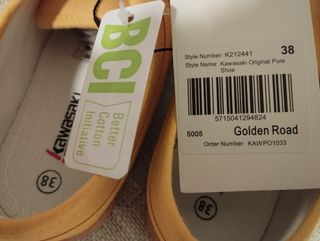 Kawasaki
38
BCI
Better
Cotton
Initiative
Style Number: K212441
38
Style Name: Kawasaki Original Pure
Shoe
5715041294824
5005
Golden Road
Order Number: KAWPO1033
38